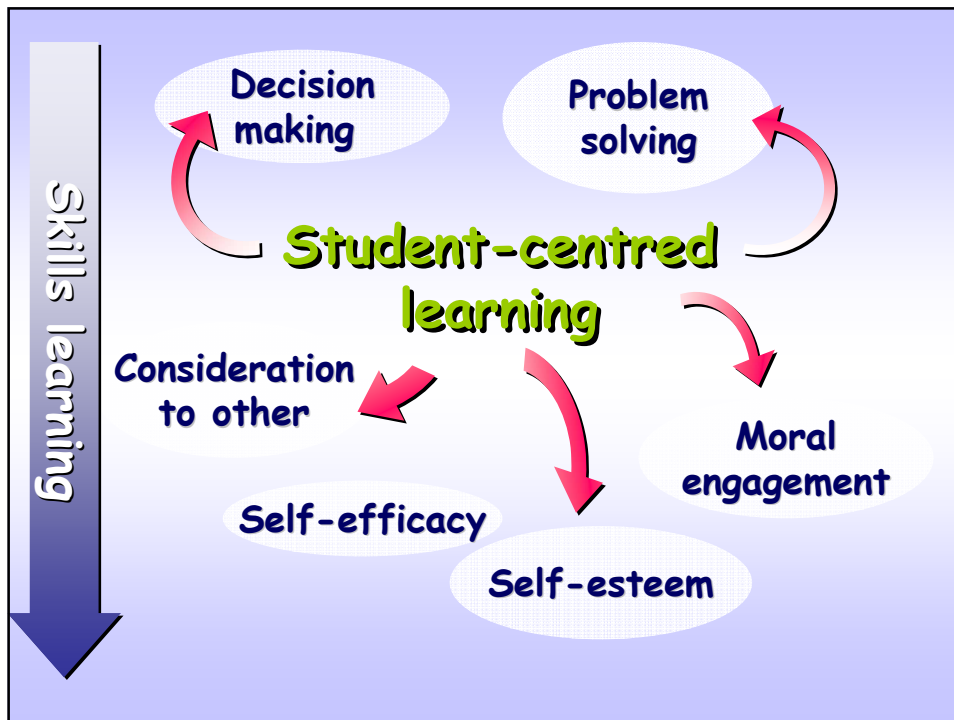 Skills learning
Decision
making
Problem
solving
Student-centred
learning
Consideration
to other
Moral
engagement
Self-efficacy
Self-esteem